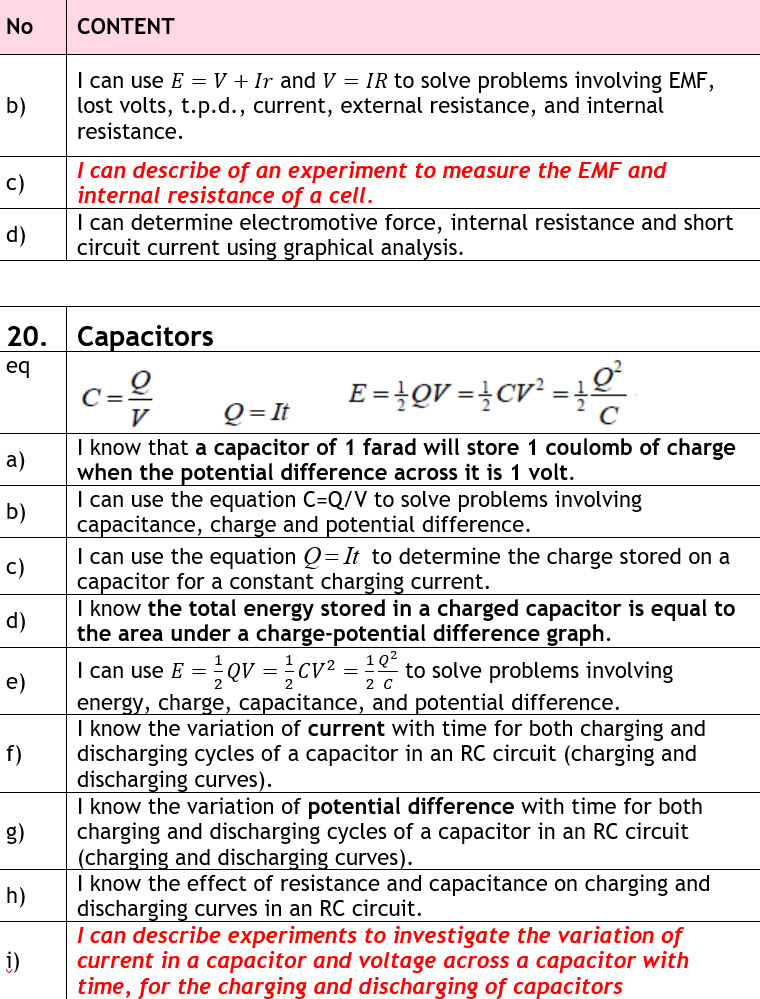 No CONTENT
b) I can use E = V + Ir and V = IR to solve problems involving EMF,
lost volts, t.p.d., current, external resistance, and internal
resistance.
c) I can describe of an experiment to measure the EMF and
internal resistance of a cell.
d) I can determine electromotive force, internal resistance and short
circuit current using graphical analysis.
20. Capacitors
eq C = Q/V Q = It E = ½QV = ½CV² = ½ Q²/C
a) I know that a capacitor of 1 farad will store 1 coulomb of charge
when the potential difference across it is 1 volt.
b) I can use the equation C=Q/V to solve problems involving
capacitance, charge and potential difference.
c) I can use the equation Q = It to determine the charge stored on a
capacitor for a constant charging current.
d) I know the total energy stored in a charged capacitor is equal to
the area under a charge-potential difference graph.
e) I can use E = ½QV = ½CV² = ½ Q²/C to solve problems involving
energy, charge, capacitance, and potential difference.
f) I know the variation of current with time for both charging and
discharging cycles of a capacitor in an RC circuit (charging and
discharging curves).
g) I know the variation of potential difference with time for both
charging and discharging cycles of a capacitor in an RC circuit
(charging and discharging curves).
h) I know the effect of resistance and capacitance on charging and
discharging curves in an RC circuit.
i) I can describe experiments to investigate the variation of
current in a capacitor and voltage across a capacitor with
time, for the charging and discharging of capacitors